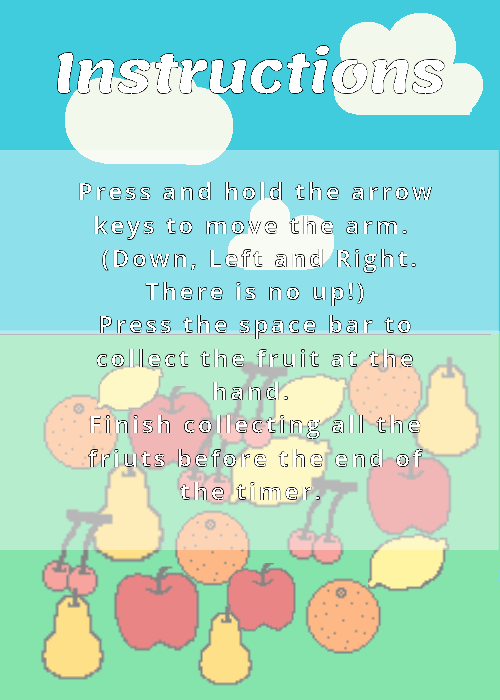 Instructions
Press and hold the arrow
keys to move the arm.
(Down, Left and Right.
There is no up!)
Press the space bar to
collect the fruit at the
hand.
Finish collecting all the
friuts before the end of
the timer.